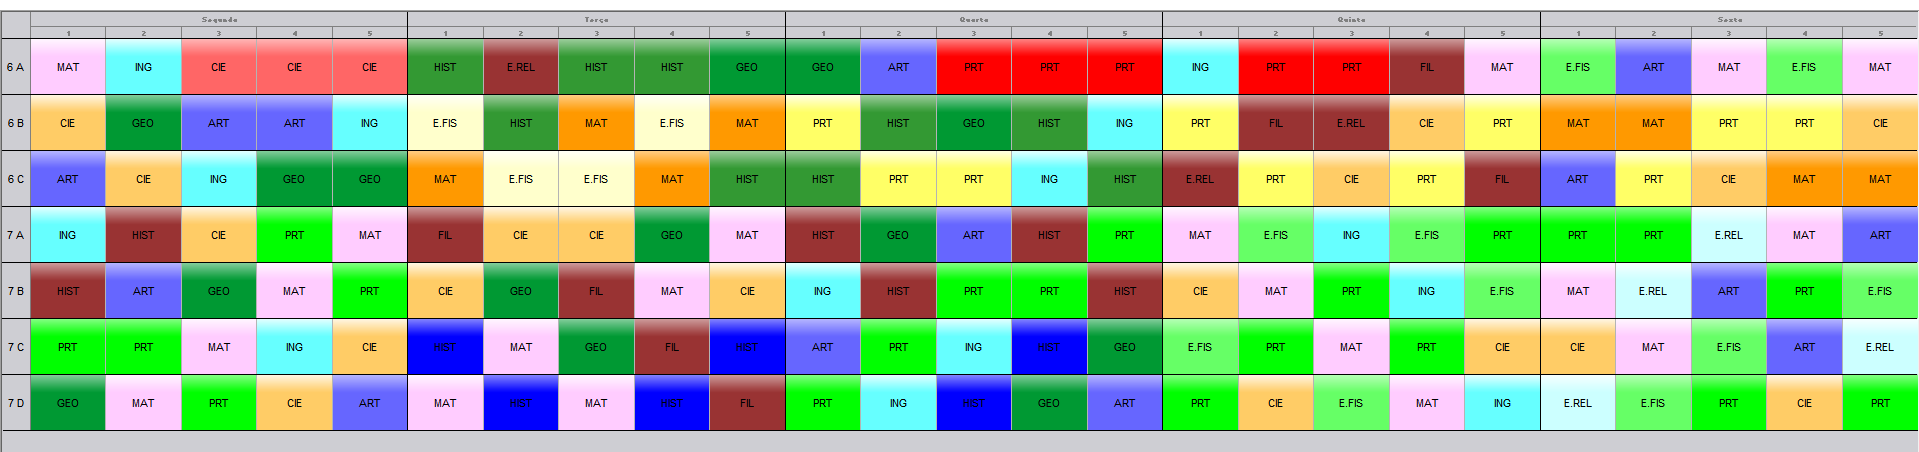 Segunda Terça Quarta Quinta Sexta
1 2 3 4 5 1 2 3 4 5 1 2 3 4 5 1 2 3 4 5 1 2 3 4 5
6 A MAT ING CIE CIE CIE HIST E.REL HIST HIST GEO GEO ART PRT PRT PRT ING PRT PRT FIL MAT E.FIS ART MAT E.FIS MAT
6 B CIE GEO ART ART ING E.FIS HIST MAT E.FIS MAT PRT HIST GEO HIST ING PRT FIL E.REL CIE PRT MAT MAT PRT PRT CIE
6 C ART CIE ING GEO GEO MAT E.FIS E.FIS MAT HIST HIST PRT PRT ING HIST E.REL PRT CIE PRT FIL ART PRT CIE MAT MAT
7 A ING HIST CIE PRT MAT FIL CIE CIE GEO MAT HIST GEO ART HIST PRT MAT E.FIS ING E.FIS PRT PRT PRT E.REL MAT ART
7 B HIST ART GEO MAT PRT CIE GEO FIL MAT CIE ING HIST PRT PRT HIST CIE MAT PRT ING E.FIS MAT E.REL ART PRT E.FIS
7 C PRT PRT MAT ING CIE HIST MAT GEO FIL HIST ART PRT ING HIST GEO E.FIS PRT MAT PRT CIE CIE MAT E.FIS ART E.REL
7 D GEO MAT PRT CIE ART MAT HIST MAT HIST FIL PRT ING HIST GEO ART PRT CIE E.FIS MAT ING E.REL E.FIS PRT CIE PRT